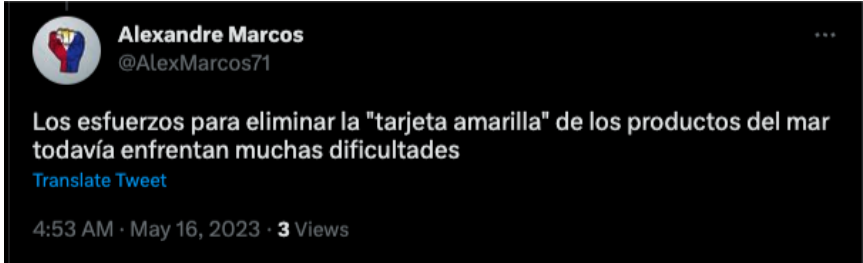 Alexandre Marcos
@AlexMarcos71
Los esfuerzos para eliminar la "tarjeta amarilla" de los productos del mar
todavía enfrentan muchas dificultades
Translate Tweet
4:53 AM · May 16, 2023 · 3 Views